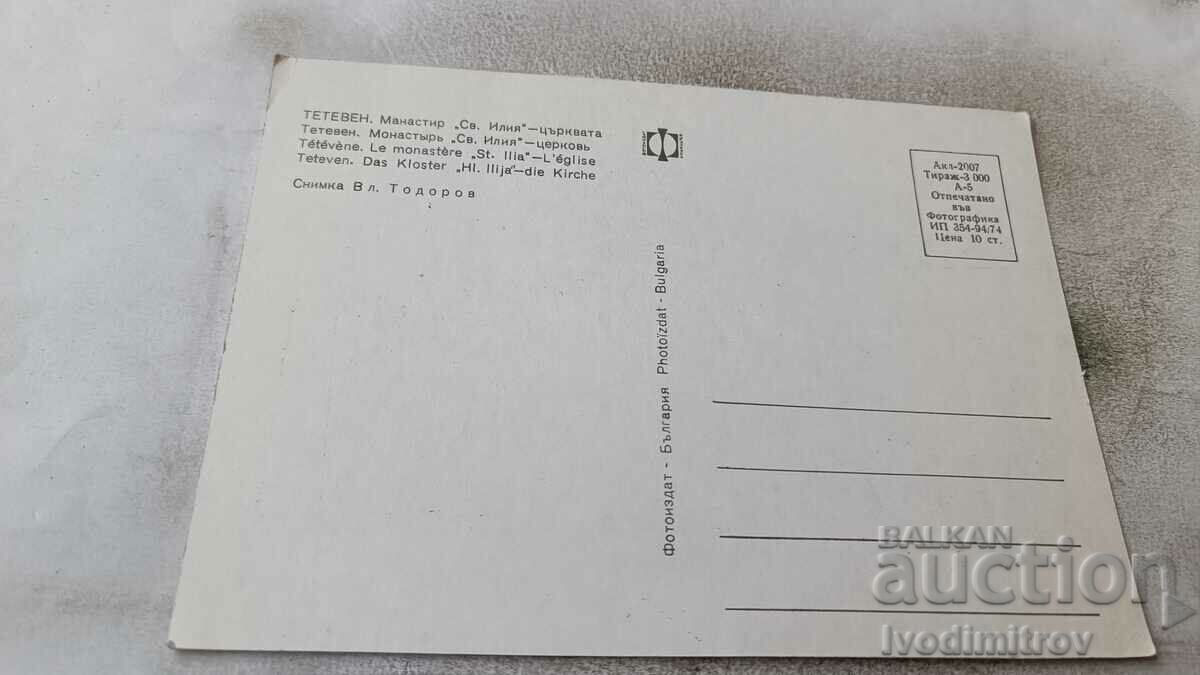 ТЕТЕВЕН. Манастир „Св. Илия"—църквата
Тетевен. Монастырь „Св. Илия"—церковь
Tétévène. Le monastère „St. Ilia"—L'église
Teteven. Das Kloster „Hl. Ilija"—die Kirche
Снимка Вл. Тодоров
Акл-2007
Тираж-3 000
А-5
Отпечатано
във
Фотографика
ИП 354-94/74
Цена 10 ст.
Фотоиздат - България Photoïzdat - Bulgaria
BALKAN
auction
Ivodimitrov